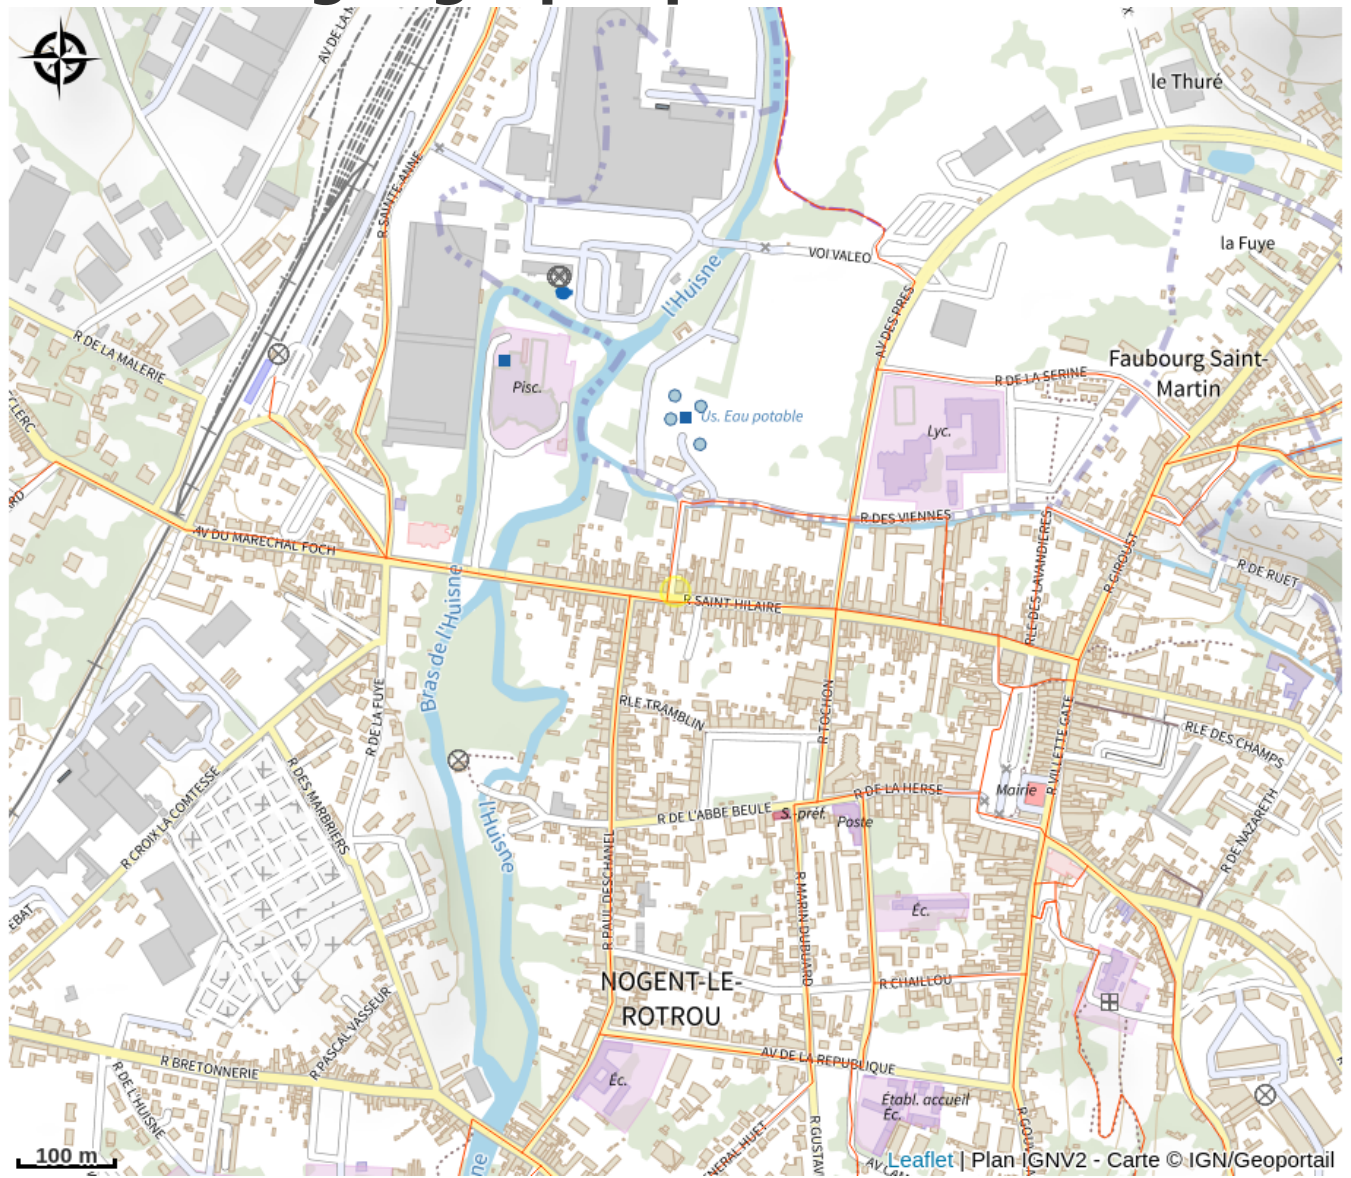 le Thuré
AV DE LA
R SAINTE-ANNE
la Fuye
VOI VALEO
l'Huisne
AV DES PRES
R DE LA MALERIE
Faubourg Saint-
Martin
R DE LA SERINE
Pisc.
Us. Eau potable
Lyc.
R DES VIENNES
AV DU MARECHAL FOCH
R GIROUST
R DE RUET
RLE DES LAVANDIERES
R SAINT HILAIRE
Bras de l'Huisne
R DE LA FUYE
RLE TRAMBLIN
R TOCHON
R VILLETTE GATE
RLE DES CHAMPS
R CROIX LA COMTESSE
R DES MARBRIERS
Mairie
R DE LA HERSE
R DE L'ABBE BEULE
S.-préf.
Poste
l'Huisne
R DE NAZARETH
R PAUL DESCHANEL
R MARIN DUBUARD
Éc.
NOGENT-LE-
ROTROU
R CHAILLOU
R PASCAL VASSEUR
R BRETONNERIE
AV DE LA REPUBLIQUE
R DE L'HUISNE
Éc.
Établ. accueil
Éc.
100 m
Leaflet | Plan IGNV2 - Carte © IGN/Geoportail